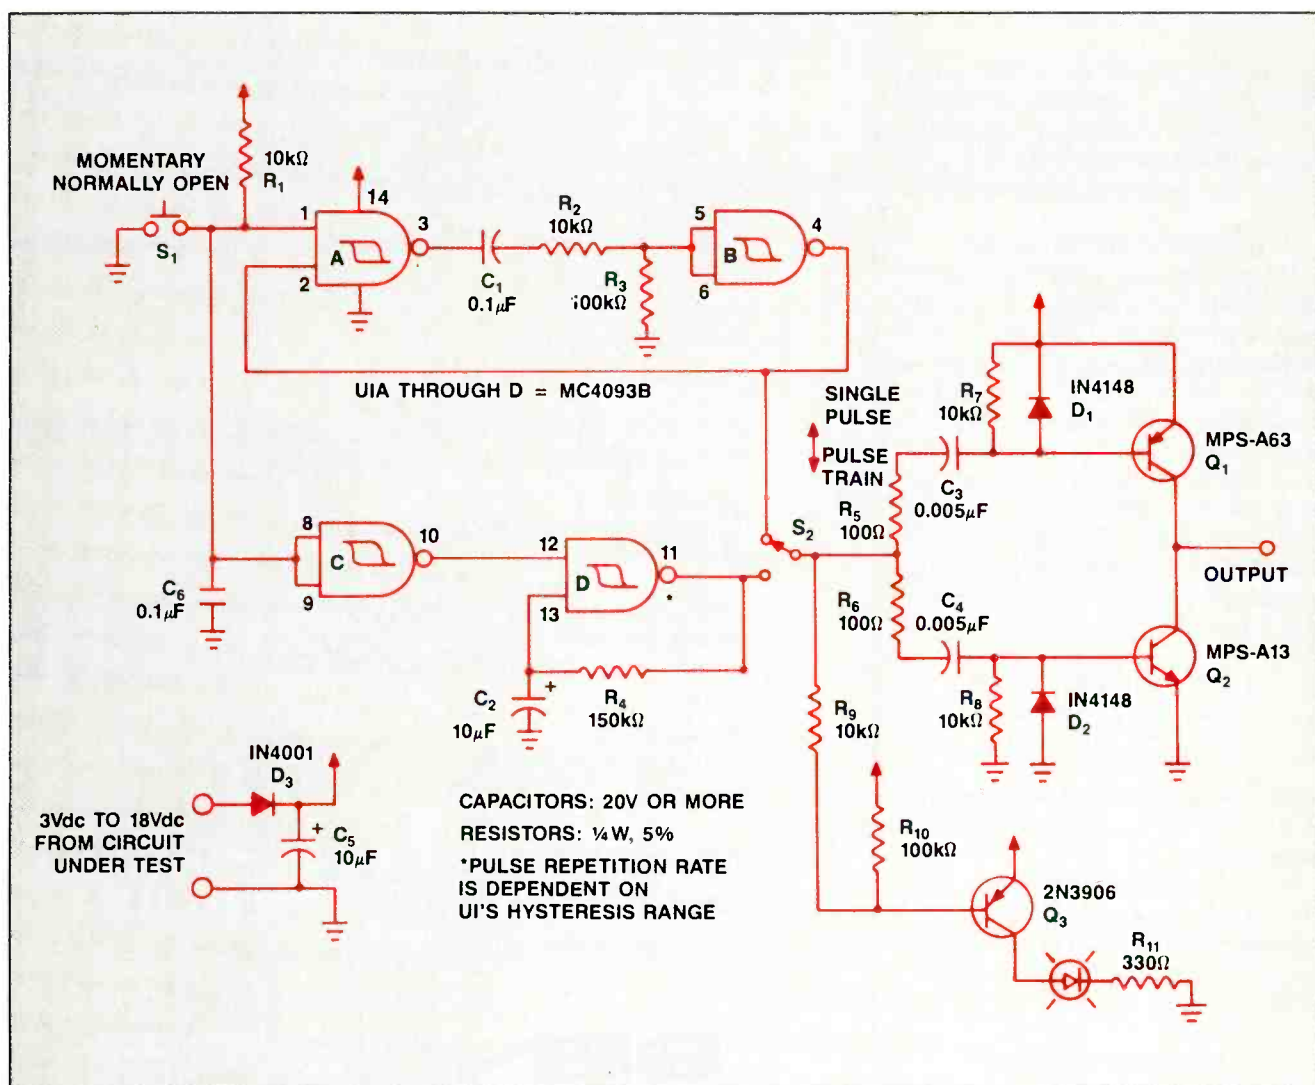 MOMENTARY
NORMALLY OPEN
S1
10kΩ
R1
14
1
2
A
3
C1
0.1μF
R2
10kΩ
R3
100kΩ
5
6
B
4
UIA THROUGH D = MC4093B
SINGLE
PULSE
PULSE
TRAIN
S2
R7
10kΩ
IN4148
D1
MPS-A63
Q1
C3
0.005μF
R5
100Ω
OUTPUT
R6
100Ω
C4
0.005μF
R8
10kΩ
IN4148
D2
MPS-A13
Q2
8
9
C
10
12
13
D
11
*
C6
0.1μF
C2
10μF
+
R4
150kΩ
R9
10kΩ
IN4001
D3
3Vdc TO 18Vdc
FROM CIRCUIT
UNDER TEST
+
C5
10μF
CAPACITORS: 20V OR MORE
RESISTORS: ¼W, 5%
*PULSE REPETITION RATE
IS DEPENDENT ON
UI'S HYSTERESIS RANGE
R10
100kΩ
2N3906
Q3
R11
330Ω